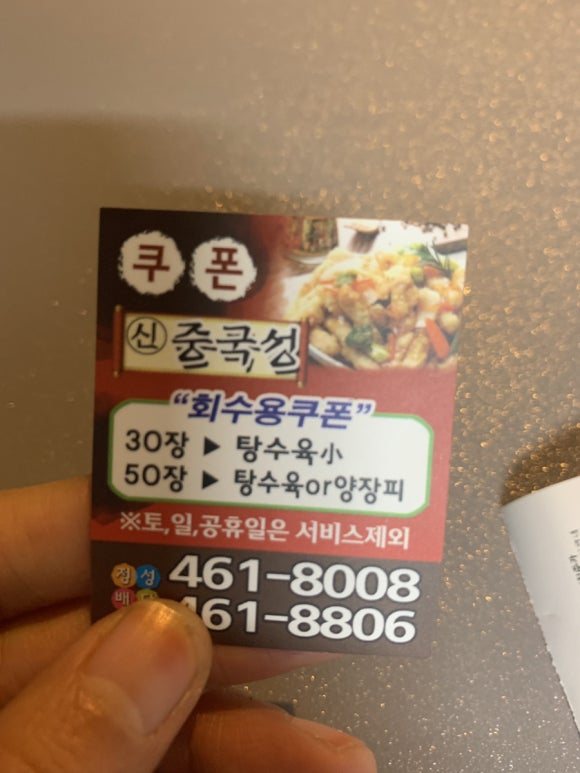 쿠폰
신 중국성
“회수용쿠폰”
30장 ▶ 탕수육小
50장 ▶ 탕수육or양장피
※토,일,공휴일은 서비스제외
정성 461-8008
배 461-8806